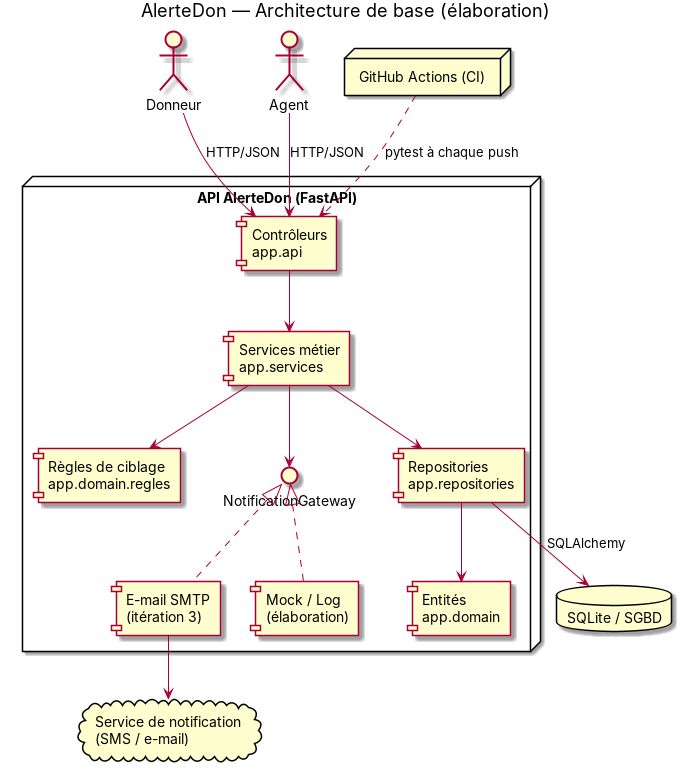 AlerteDon — Architecture de base (élaboration)
Donneur
Agent
GitHub Actions (CI)
HTTP/JSON
HTTP/JSON
pytest à chaque push
API AlerteDon (FastAPI)
Contrôleurs
app.api
Services métier
app.services
Règles de ciblage
app.domain.regles
NotificationGateway
Repositories
app.repositories
SQLAlchemy
E-mail SMTP
(itération 3)
Mock / Log
(élaboration)
Entités
app.domain
SQLite / SGBD
Service de notification
(SMS / e-mail)